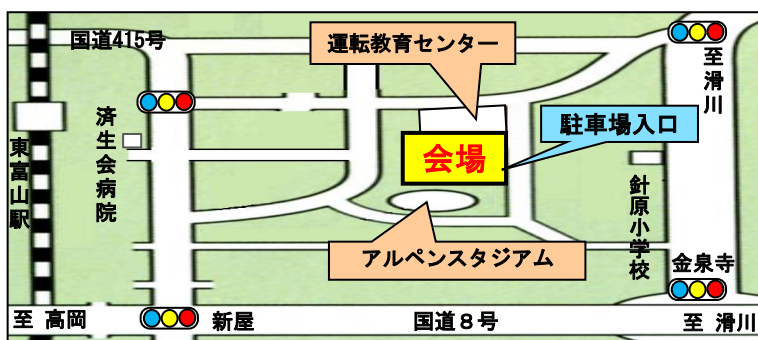 国道415号
運転教育センター
至滑川
済生会病院
駐車場入口
会場
東富山駅
針原小学校
アルペンスタジアム
金泉寺
至 高岡
新屋
国道８号
至 滑川